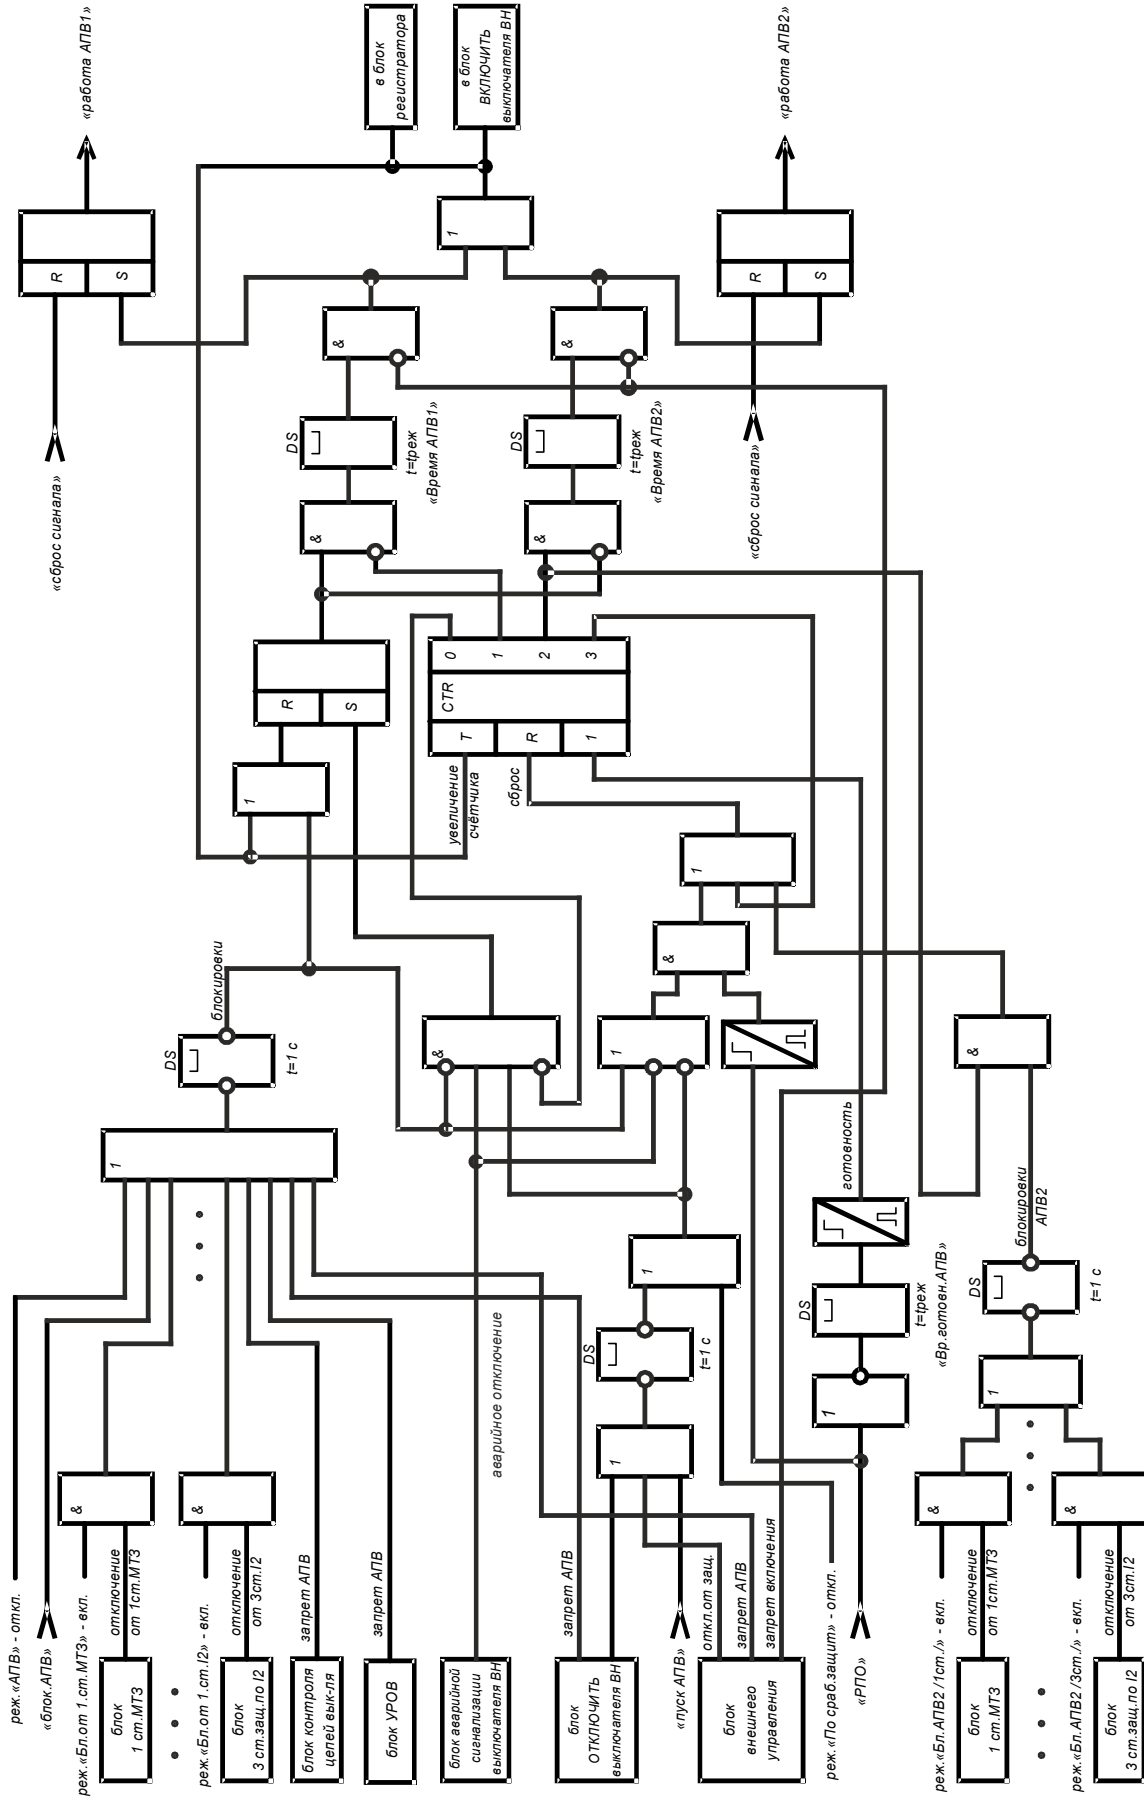 реж.«АПВ» - откл.
«блок.АПВ»
реж.«Бл.от 1.ст.МТЗ» - вкл.
блок
1 ст.МТЗ
отключение
от 1ст.МТЗ
&
реж.«Бл.от 1.ст.I2» - вкл.
блок
3 ст.защ.по I2
отключение
от 3ст.I2
&
блок контроля
цепей вык-ля
запрет АПВ
блок УРОВ
запрет АПВ
блок аварийной
сигнализации
выключателя ВН
аварийное отключение
блок
ОТКЛЮЧИТЬ
выключателя ВН
запрет АПВ
«пуск АПВ»
блок
внешнего
управления
откл.от защ.
запрет АПВ
запрет включения
реж.«По сраб.защит» - откл.
«РПО»
реж.«Бл.АПВ2 /1ст./» - вкл.
блок
1 ст.МТЗ
отключение
от 1ст.МТЗ
&
реж.«Бл.АПВ2 /3ст./» - вкл.
блок
3 ст.защ.по I2
отключение
от 3ст.I2
&
1
DS
t=1 с
блокировки
1
DS
t=1 с
1
1
DS
t=tреж
«Вр.готовн.АПВ»
готовность
1
DS
t=1 с
блокировки
АПВ2
&
&
1
&
1
1
R
S
увеличение
счётчика
сброс
T
R
1
CTR
0
1
2
3
&
DS
t=tреж
«Время АПВ1»
&
&
DS
t=tреж
«Время АПВ2»
&
1
«сброс сигнала»
R
S
«работа АПВ1»
в блок
регистратора
в блок
ВКЛЮЧИТЬ
выключателя ВН
«сброс сигнала»
R
S
«работа АПВ2»